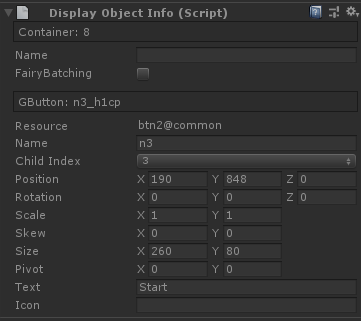 Display Object Info (Script)
Container: 8
Name
FairyBatching
GButton: n3_h1cp
Resource btn2@common
Name n3
Child Index 3
Position X 190 Y 848 Z 0
Rotation X 0 Y 0 Z 0
Scale X 1 Y 1
Skew X 0 Y 0
Size X 260 Y 80
Pivot X 0 Y 0
Text Start
Icon